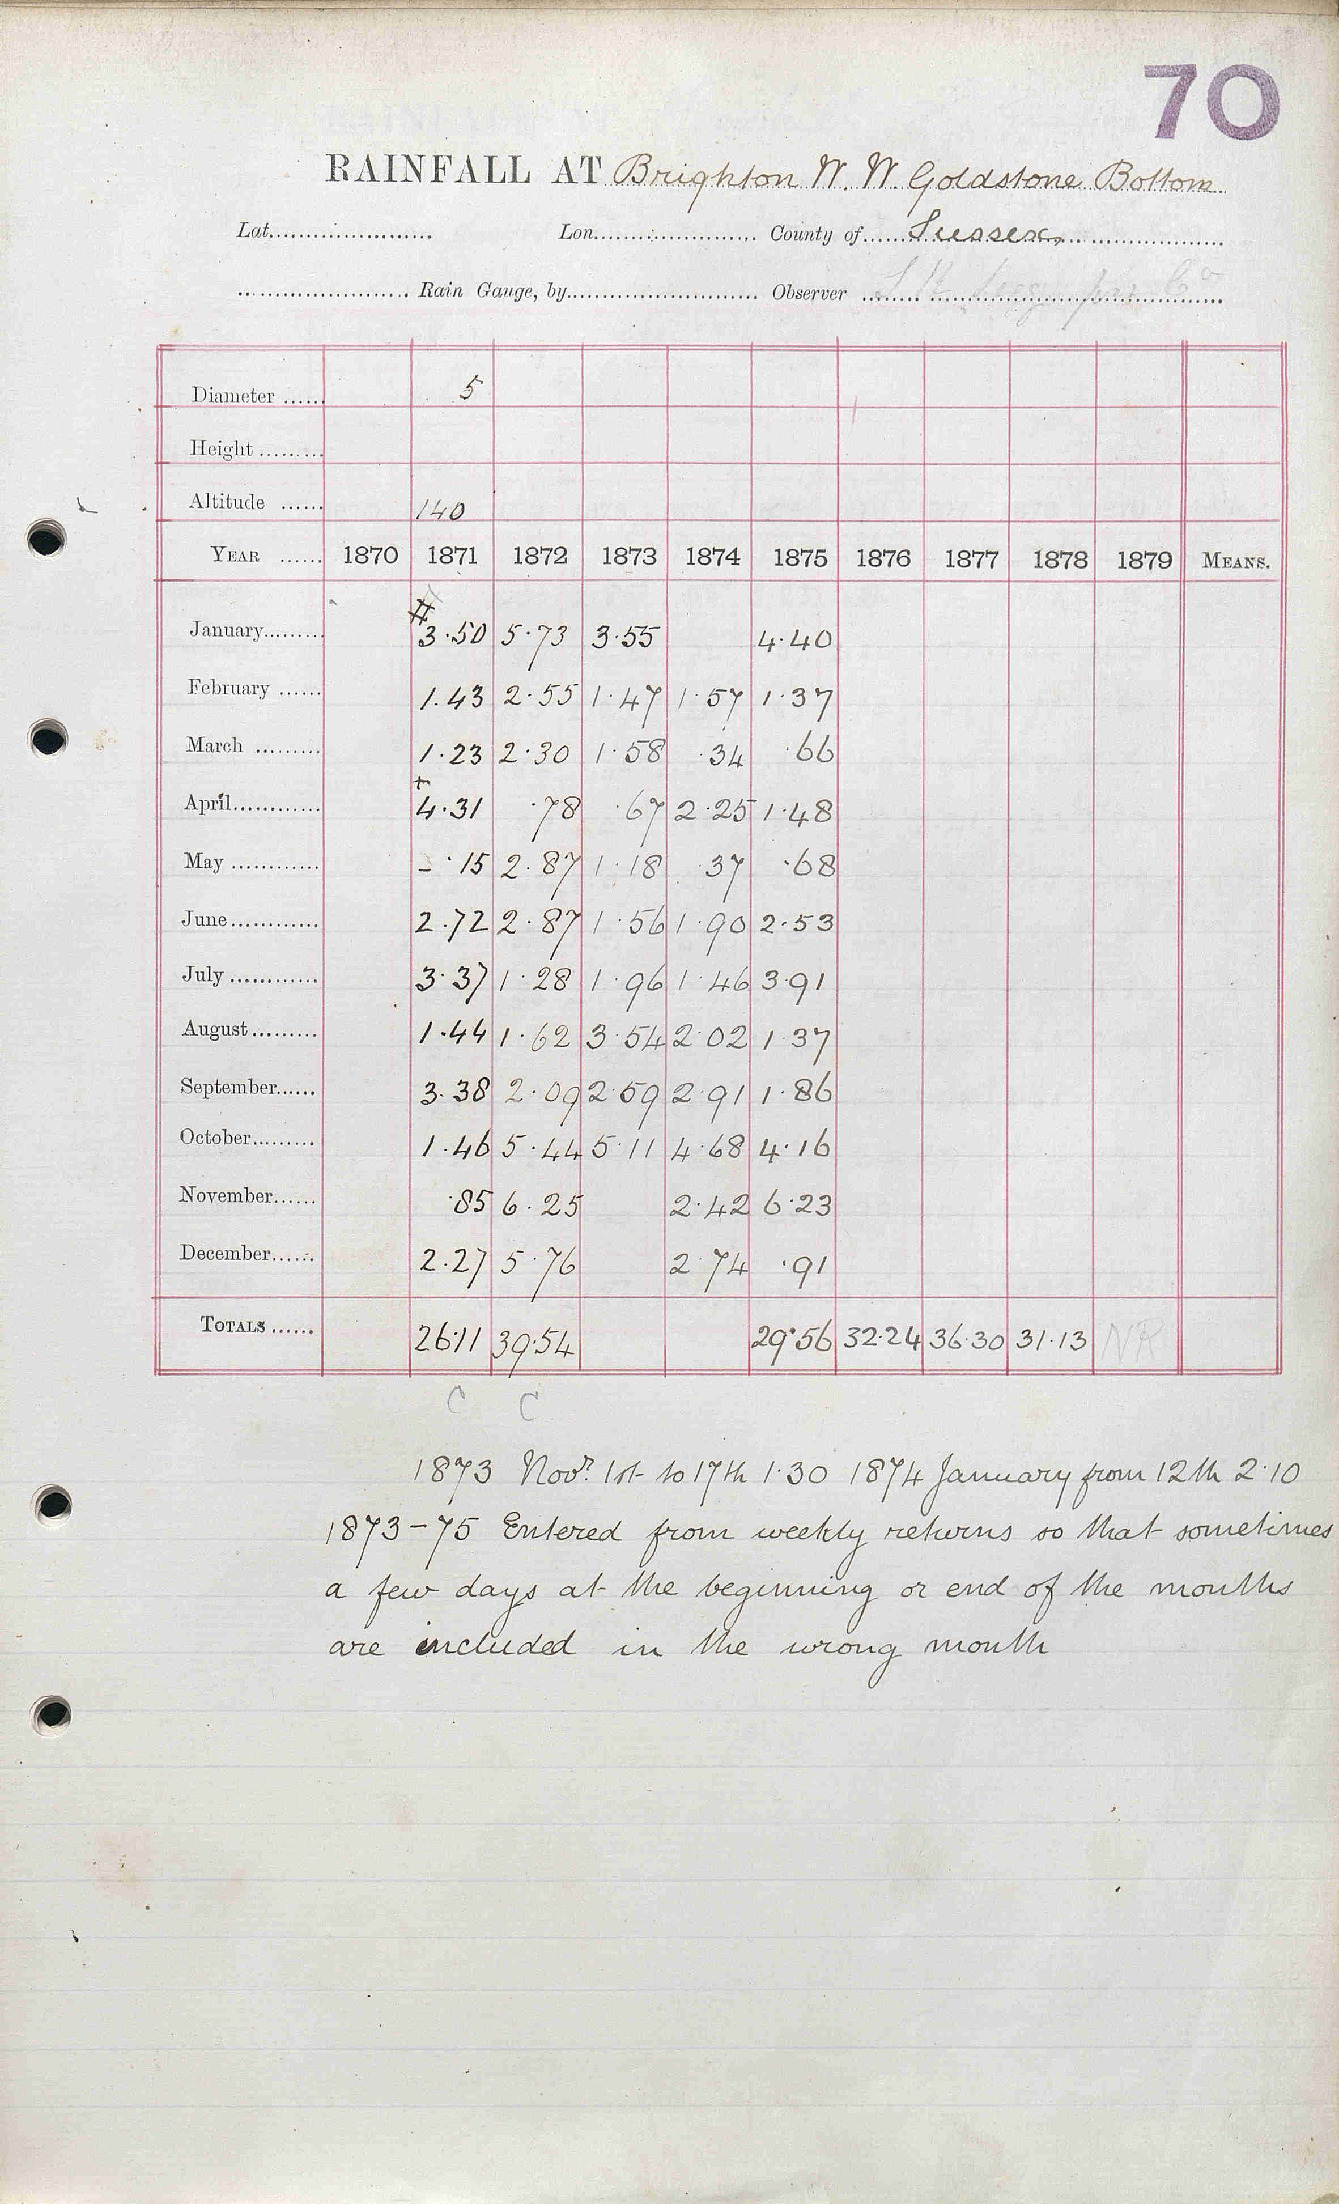 70
RAINFALL AT Brighton W. W. Goldstone Bottom
Lat. Lon. County of Sussex
Rain Gauge, by Observer
Diameter 5
Height
Altitude 140
YEAR 1870 1871 1872 1873 1874 1875 1876 1877 1878 1879 MEANS.
January # 3.50 5.73 3.55 4.40
February 1.43 2.55 1.47 1.57 1.37
March 1.23 2.30 1.58 .34 .66
April + 4.31 .78 .67 2.25 1.48
May - .15 2.87 1.18 .37 .68
June 2.72 2.87 1.56 1.90 2.53
July 3.37 1.28 1.96 1.46 3.91
August 1.44 1.62 3.54 2.02 1.37
September 3.38 2.09 2.59 2.91 1.86
October 1.46 5.44 5.11 4.68 4.16
November .85 6.25 2.42 6.23
December 2.27 5.76 2.74 .91
TOTALS 26.11 39.54 29.56 32.24 36.30 31.13 NR
C C
1873 Novr. 1st to 17th 1.30 1874 January from 12th 2.10
1873-75 Entered from weekly returns so that sometimes
a few days at the beginning or end of the months
are included in the wrong month